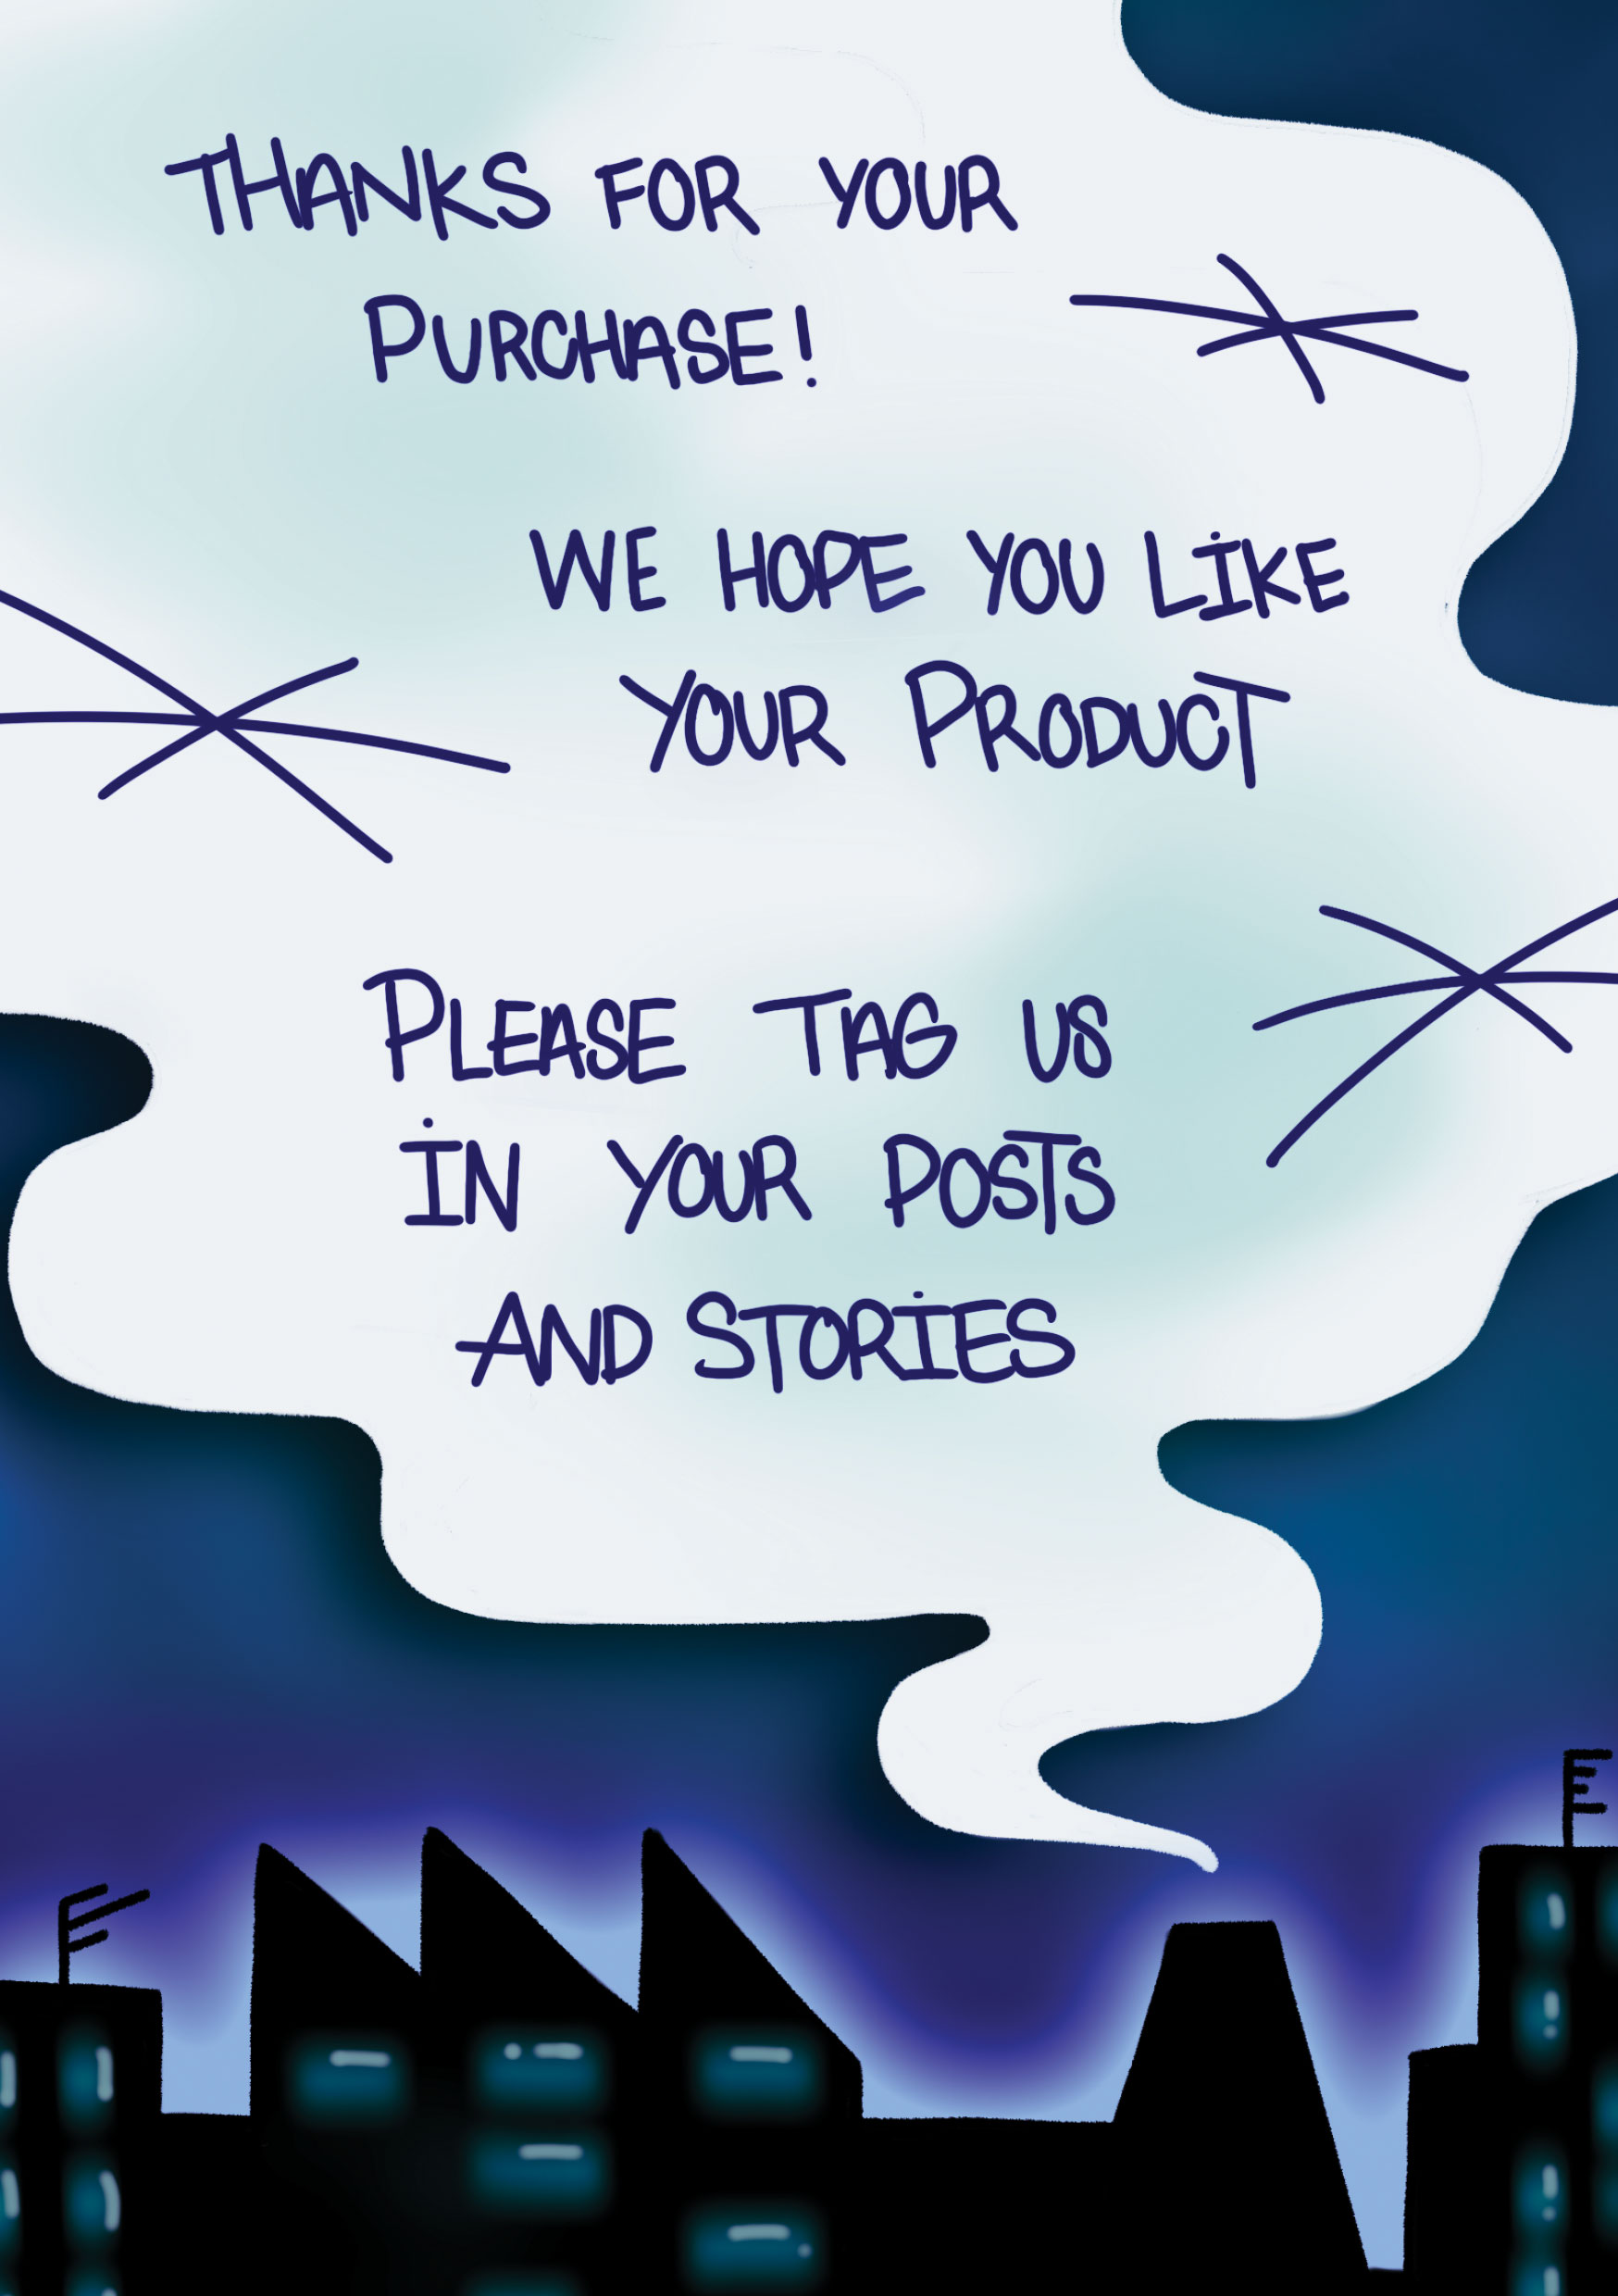 THANKS FOR YOUR
PURCHASE!
WE HOPE YOU LIKE
YOUR PRODUCT
PLEASE TAG US
IN YOUR POSTS
AND STORIES